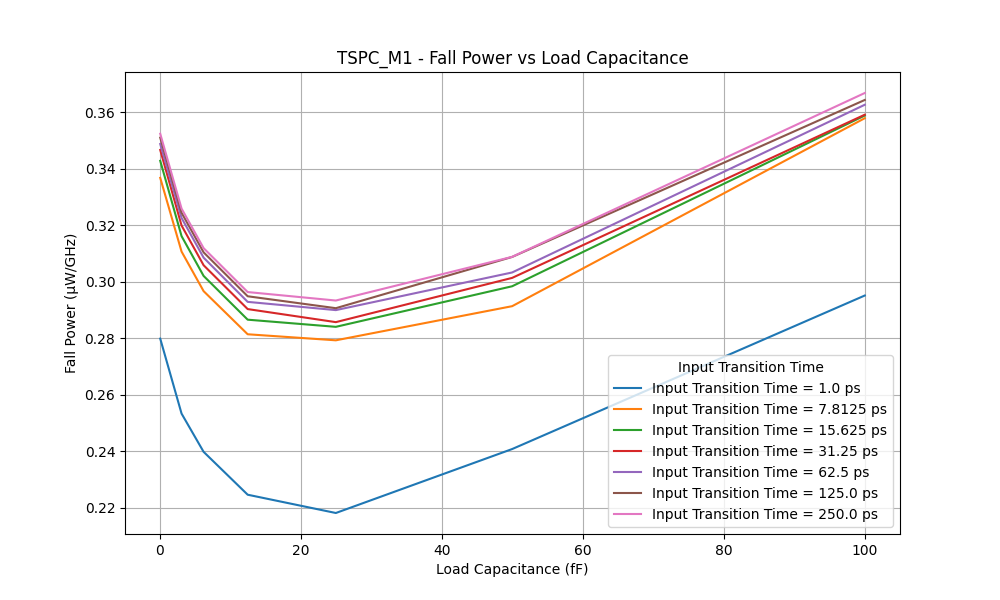 TSPC_M1 - Fall Power vs Load Capacitance
Fall Power (μW/GHz)
0.36
0.34
0.32
0.30
0.28
0.26
0.24
0.22
0
20
40
60
80
100
Load Capacitance (fF)
Input Transition Time
Input Transition Time = 1.0 ps
Input Transition Time = 7.8125 ps
Input Transition Time = 15.625 ps
Input Transition Time = 31.25 ps
Input Transition Time = 62.5 ps
Input Transition Time = 125.0 ps
Input Transition Time = 250.0 ps